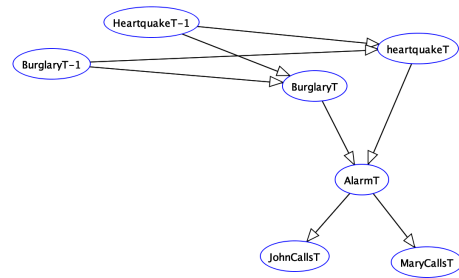 HeartquakeT-1
heartquakeT
BurglaryT-1
BurglaryT
AlarmT
JohnCallsT
MaryCallsT